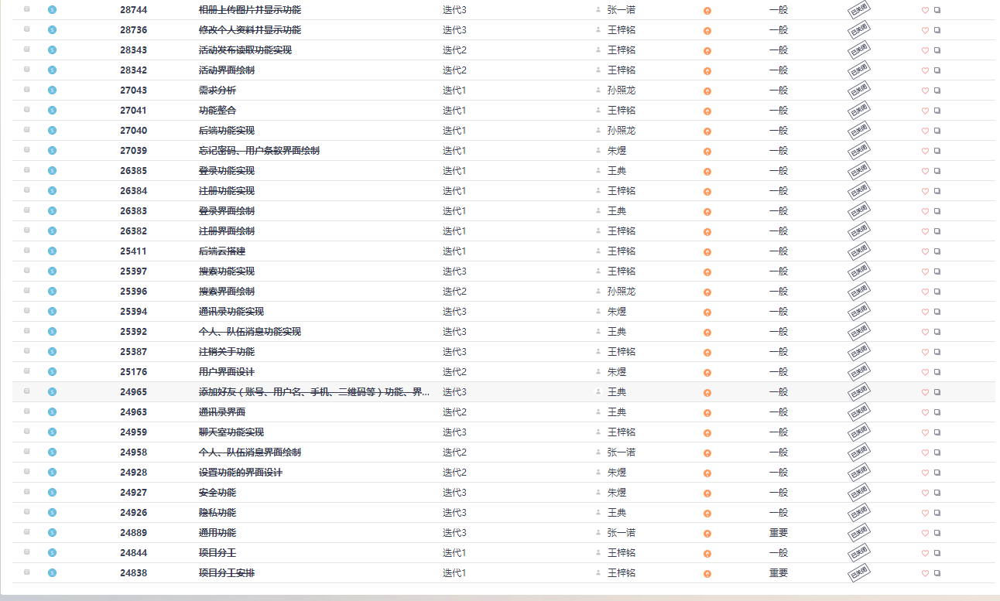 28744 相册上传图片并显示功能 迭代3 张一诺 一般 已关闭
28736 修改个人资料并显示功能 迭代3 王梓铭 一般 已关闭
28343 活动发布读取功能实现 迭代2 王梓铭 一般 已关闭
28342 活动界面绘制 迭代2 王梓铭 一般 已关闭
27043 需求分析 迭代1 孙照龙 一般 已关闭
27041 功能整合 迭代1 王梓铭 一般 已关闭
27040 后端功能实现 迭代1 孙照龙 一般 已关闭
27039 忘记密码、用户条款界面绘制 迭代1 朱煜 一般 已关闭
26385 登录功能实现 迭代1 王典 一般 已关闭
26384 注册功能实现 迭代1 王梓铭 一般 已关闭
26383 登录界面绘制 迭代1 王典 一般 已关闭
26382 注册界面绘制 迭代1 王梓铭 一般 已关闭
25411 后端云搭建 迭代1 王梓铭 一般 已关闭
25397 搜索功能实现 迭代3 王梓铭 一般 已关闭
25396 搜索界面绘制 迭代2 孙照龙 一般 已关闭
25394 通讯录功能实现 迭代3 朱煜 一般 已关闭
25392 个人、队伍消息功能实现 迭代3 王典 一般 已关闭
25387 注销关于功能 迭代3 王梓铭 一般 已关闭
25176 用户界面设计 迭代2 朱煜 一般 已关闭
24965 添加好友（账号、用户名、手机、二维码等）功能、界... 迭代3 王典 一般 已关闭
24963 通讯录界面 迭代2 王典 一般 已关闭
24959 聊天室功能实现 迭代3 王梓铭 一般 已关闭
24958 个人、队伍消息界面绘制 迭代2 张一诺 一般 已关闭
24928 设置功能的界面设计 迭代2 朱煜 一般 已关闭
24927 安全功能 迭代3 朱煜 一般 已关闭
24926 隐私功能 迭代3 王典 一般 已关闭
24889 通用功能 迭代3 张一诺 重要 已关闭
24844 项目分工 迭代1 王梓铭 一般 已关闭
24838 项目分工安排 迭代1 王梓铭 重要 已关闭